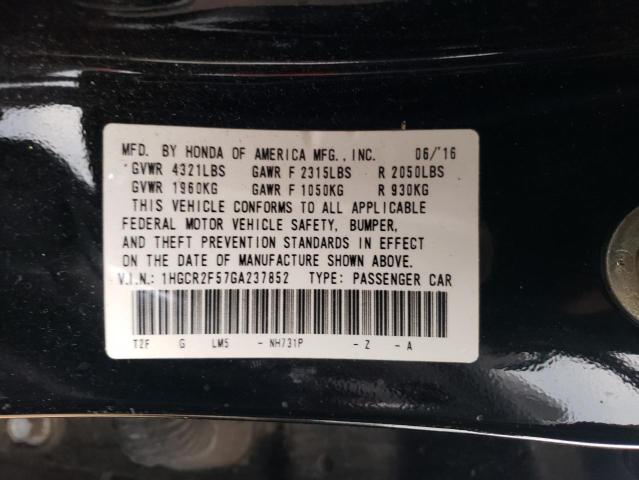 MFD. BY HONDA OF AMERICA MFG., INC. 06/'16
GVWR 4321LBS GAWR F 2315LBS R 2050LBS
GVWR 1960KG GAWR F 1050KG R 930KG
THIS VEHICLE CONFORMS TO ALL APPLICABLE
FEDERAL MOTOR VEHICLE SAFETY, BUMPER,
AND THEFT PREVENTION STANDARDS IN EFFECT
ON THE DATE OF MANUFACTURE SHOWN ABOVE.
V.I.N.: 1HGCR2F57GA237852 TYPE: PASSENGER CAR
T2F G LM5 - NH731P - Z - A